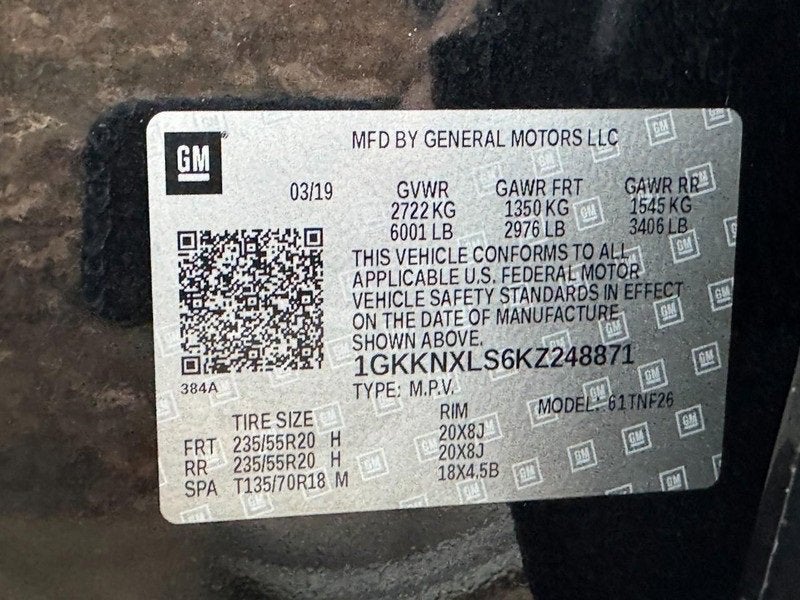 GM
MFD BY GENERAL MOTORS LLC
03/19 GVWR GAWR FRT GAWR RR
2722 KG 1350 KG 1545 KG
6001 LB 2976 LB 3406 LB
THIS VEHICLE CONFORMS TO ALL
APPLICABLE U.S. FEDERAL MOTOR
VEHICLE SAFETY STANDARDS IN EFFECT
ON THE DATE OF MANUFACTURE
SHOWN ABOVE.
1GKKNXLS6KZ248871
384A
TYPE: M.P.V. MODEL: 61TNF26
TIRE SIZE RIM
FRT 235/55R20 H 20X8J
RR 235/55R20 H 20X8J
SPA T135/70R18 M 18X4,5B